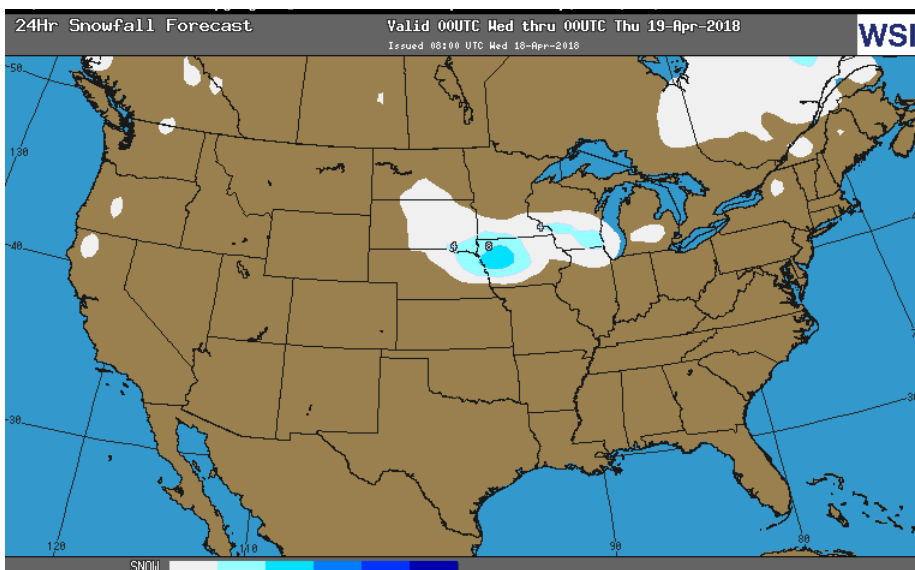 24Hr Snowfall Forecast
Valid 00UTC Wed thru 00UTC Thu 19-Apr-2018
Issued 08:00 UTC Wed 18-Apr-2018
WSI
50
130
40
4
4
8
30
120
110
90
80
SNOW